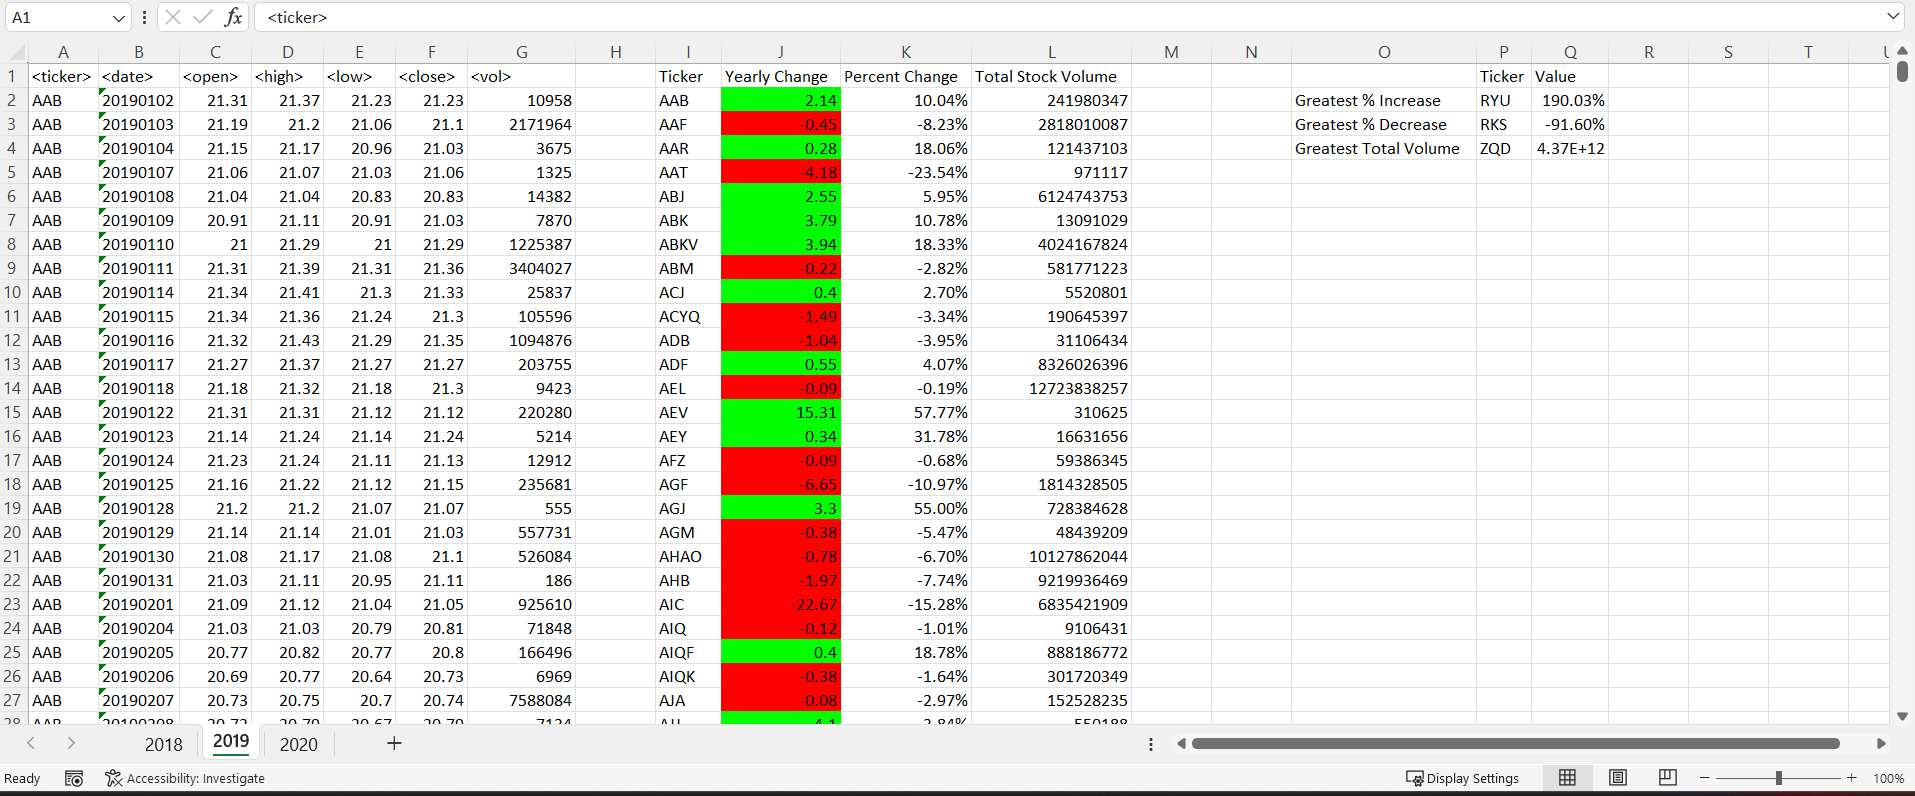 A1 fx <ticker>
A B C D E F G H I J K L M N O P Q R S T
1 <ticker> <date> <open> <high> <low> <close> <vol> Ticker Yearly Change Percent Change Total Stock Volume Ticker Value
2 AAB 20190102 21.31 21.37 21.23 21.23 10958 AAB 2.14 10.04% 241980347 Greatest % Increase RYU 190.03%
3 AAB 20190103 21.19 21.2 21.06 21.1 2171964 AAF -0.45 -8.23% 2818010087 Greatest % Decrease RKS -91.60%
4 AAB 20190104 21.15 21.17 20.96 21.03 3675 AAR 0.28 18.06% 121437103 Greatest Total Volume ZQD 4.37E+12
5 AAB 20190107 21.06 21.07 21.03 21.06 1325 AAT -4.18 -23.54% 971117
6 AAB 20190108 21.04 21.04 20.83 20.83 14382 ABJ 2.55 5.95% 6124743753
7 AAB 20190109 20.91 21.11 20.91 21.03 7870 ABK 3.79 10.78% 13091029
8 AAB 20190110 21 21.29 21 21.29 1225387 ABKV 3.94 18.33% 4024167824
9 AAB 20190111 21.31 21.39 21.31 21.36 3404027 ABM -0.22 -2.82% 581771223
10 AAB 20190114 21.34 21.41 21.3 21.33 25837 ACJ 0.4 2.70% 5520801
11 AAB 20190115 21.34 21.36 21.24 21.3 105596 ACYQ -1.49 -3.34% 190645397
12 AAB 20190116 21.32 21.43 21.29 21.35 1094876 ADB -1.04 -3.95% 31106434
13 AAB 20190117 21.27 21.37 21.27 21.27 203755 ADF 0.55 4.07% 8326026396
14 AAB 20190118 21.18 21.32 21.18 21.3 9423 AEL -0.09 -0.19% 12723838257
15 AAB 20190122 21.31 21.31 21.12 21.12 220280 AEV 15.31 57.77% 310625
16 AAB 20190123 21.14 21.24 21.14 21.24 5214 AEY 0.34 31.78% 16631656
17 AAB 20190124 21.23 21.24 21.11 21.13 12912 AFZ -0.09 -0.68% 59386345
18 AAB 20190125 21.16 21.22 21.12 21.15 235681 AGF -6.65 -10.97% 1814328505
19 AAB 20190128 21.2 21.2 21.07 21.07 555 AGJ 3.3 55.00% 728384628
20 AAB 20190129 21.14 21.14 21.01 21.03 557731 AGM -0.38 -5.47% 48439209
21 AAB 20190130 21.08 21.17 21.08 21.1 526084 AHAO -0.78 -6.70% 10127862044
22 AAB 20190131 21.03 21.11 20.95 21.11 186 AHB -1.97 -7.74% 9219936469
23 AAB 20190201 21.09 21.12 21.04 21.05 925610 AIC -22.67 -15.28% 6835421909
24 AAB 20190204 21.03 21.03 20.79 20.81 71848 AIQ -0.12 -1.01% 9106431
25 AAB 20190205 20.77 20.82 20.77 20.8 166496 AIQF 0.4 18.78% 888186772
26 AAB 20190206 20.69 20.77 20.64 20.73 6969 AIQK -0.38 -1.64% 301720349
27 AAB 20190207 20.73 20.75 20.7 20.74 7588084 AJA -0.08 -2.97% 152528235
2018 2019 2020
Ready Accessibility: Investigate Display Settings 100%